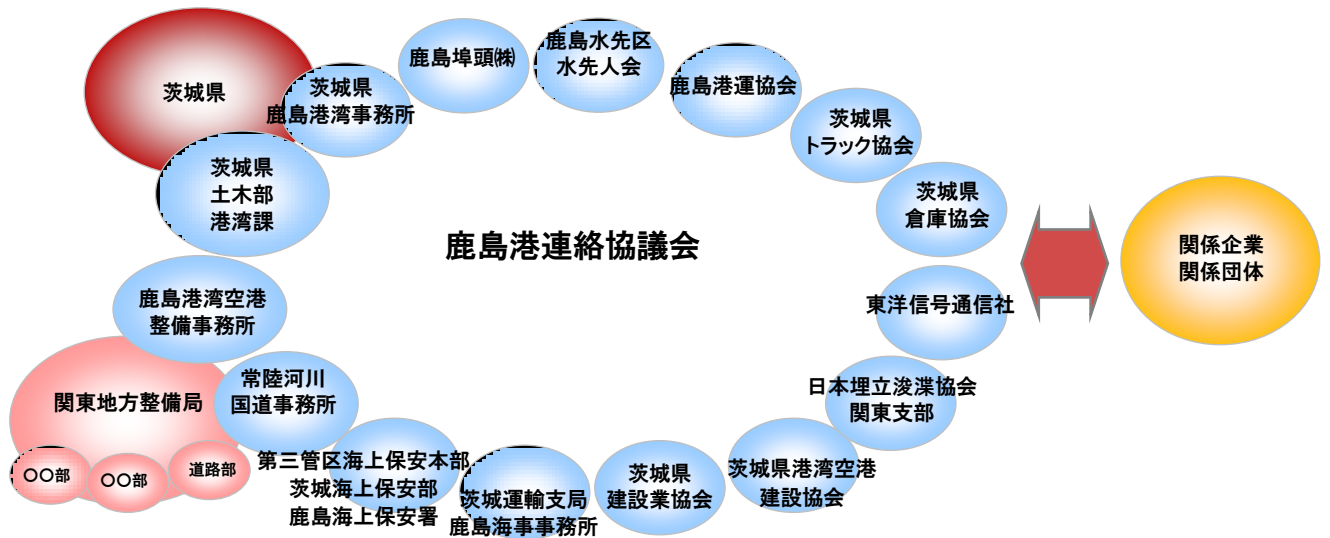 茨城県
茨城県
鹿島港湾事務所
鹿島埠頭㈱
鹿島水先区
水先人会
鹿島港運協会
茨城県
トラック協会
茨城県
倉庫協会
茨城県
土木部
港湾課
鹿島港連絡協議会
関係企業
関係団体
鹿島港湾空港
整備事務所
東洋信号通信社
関東地方整備局
常陸河川
国道事務所
日本埋立浚渫協会
関東支部
〇〇部
〇〇部
道路部
第三管区海上保安本部
茨城海上保安部
鹿島海上保安署
茨城運輸支局
鹿島海事事務所
茨城県
建設業協会
茨城県港湾空港
建設協会